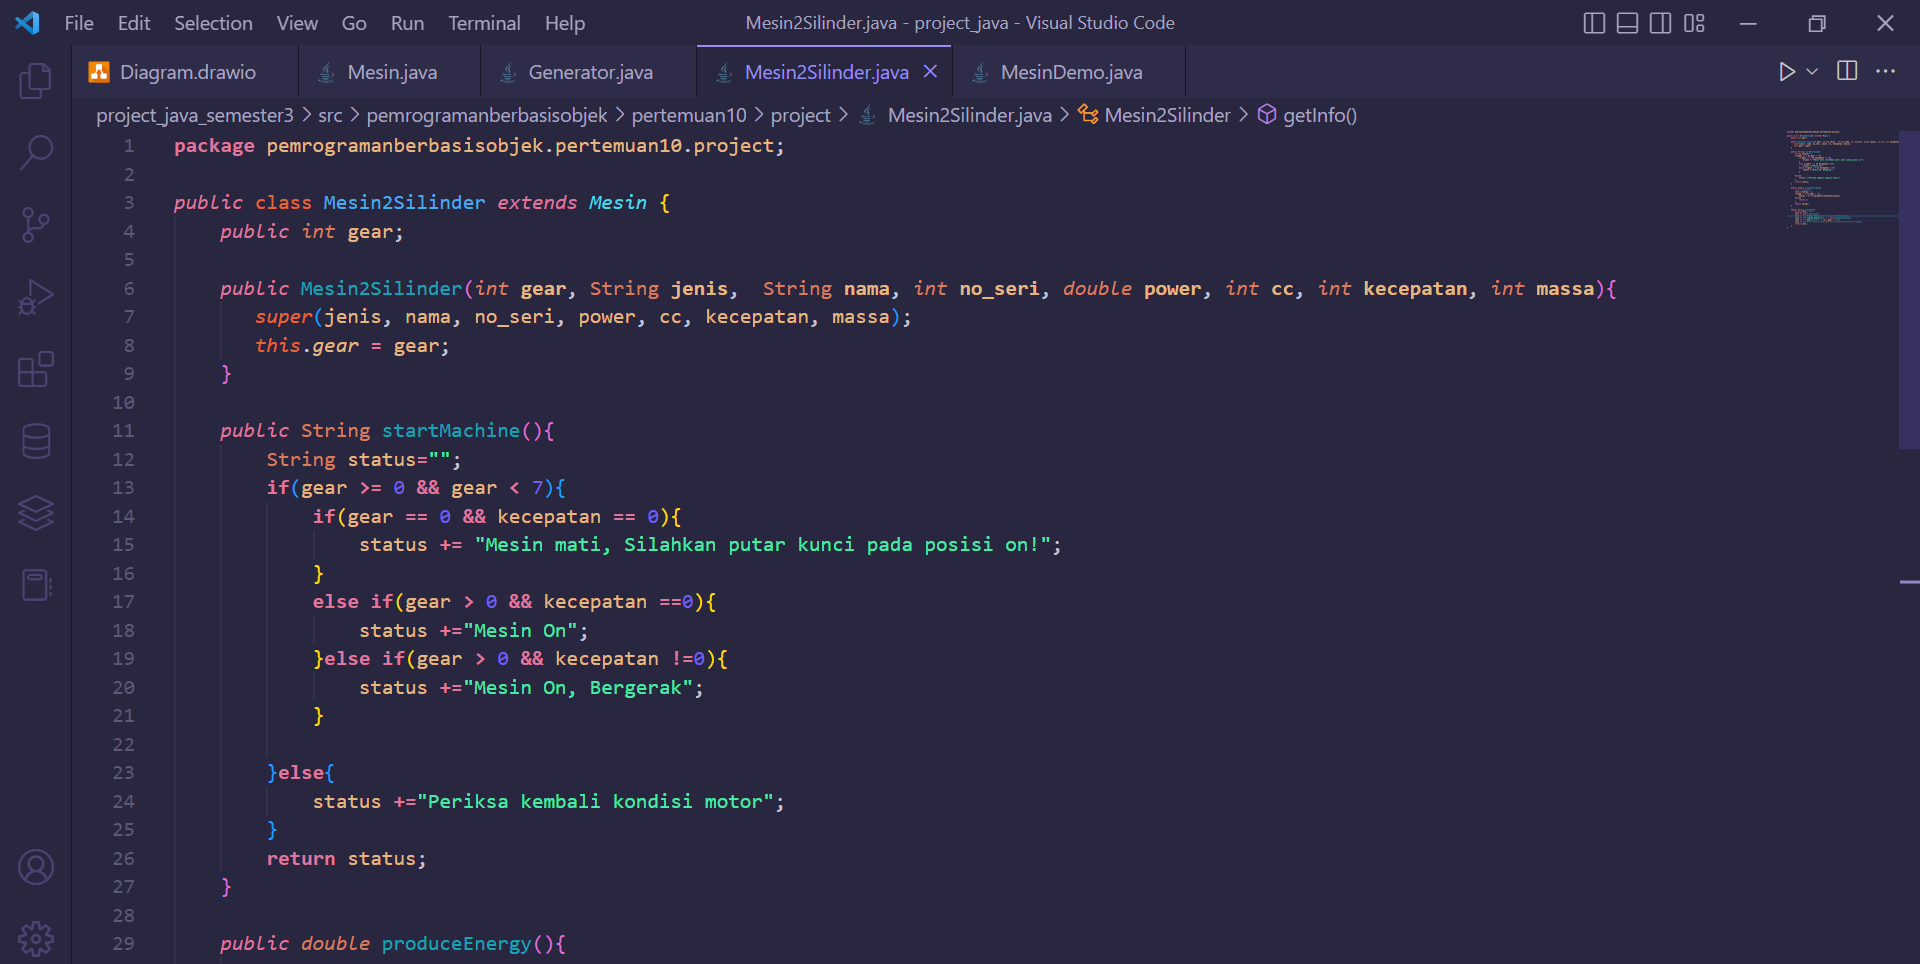 File Edit Selection View Go Run Terminal Help Mesin2Silinder.java - project_java - Visual Studio Code
Diagram.drawio Mesin.java Generator.java Mesin2Silinder.java MesinDemo.java
project_java_semester3 > src > pemrogramanberbasisobjek > pertemuan10 > project > Mesin2Silinder.java > Mesin2Silinder > getInfo()
1 package pemrogramanberbasisobjek.pertemuan10.project;
2
3 public class Mesin2Silinder extends Mesin {
4     public int gear;
5
6     public Mesin2Silinder(int gear, String jenis,  String nama, int no_seri, double power, int cc, int kecepatan, int massa){
7        super(jenis, nama, no_seri, power, cc, kecepatan, massa);
8        this.gear = gear;
9     }
10
11     public String startMachine(){
12         String status="";
13         if(gear >= 0 && gear < 7){
14             if(gear == 0 && kecepatan == 0){
15                 status += "Mesin mati, Silahkan putar kunci pada posisi on!";
16             }
17             else if(gear > 0 && kecepatan ==0){
18                 status +="Mesin On";
19             }else if(gear > 0 && kecepatan !=0){
20                 status +="Mesin On, Bergerak";
21             }
22
23         }else{
24             status +="Periksa kembali kondisi motor";
25         }
26         return status;
27     }
28
29     public double produceEnergy(){